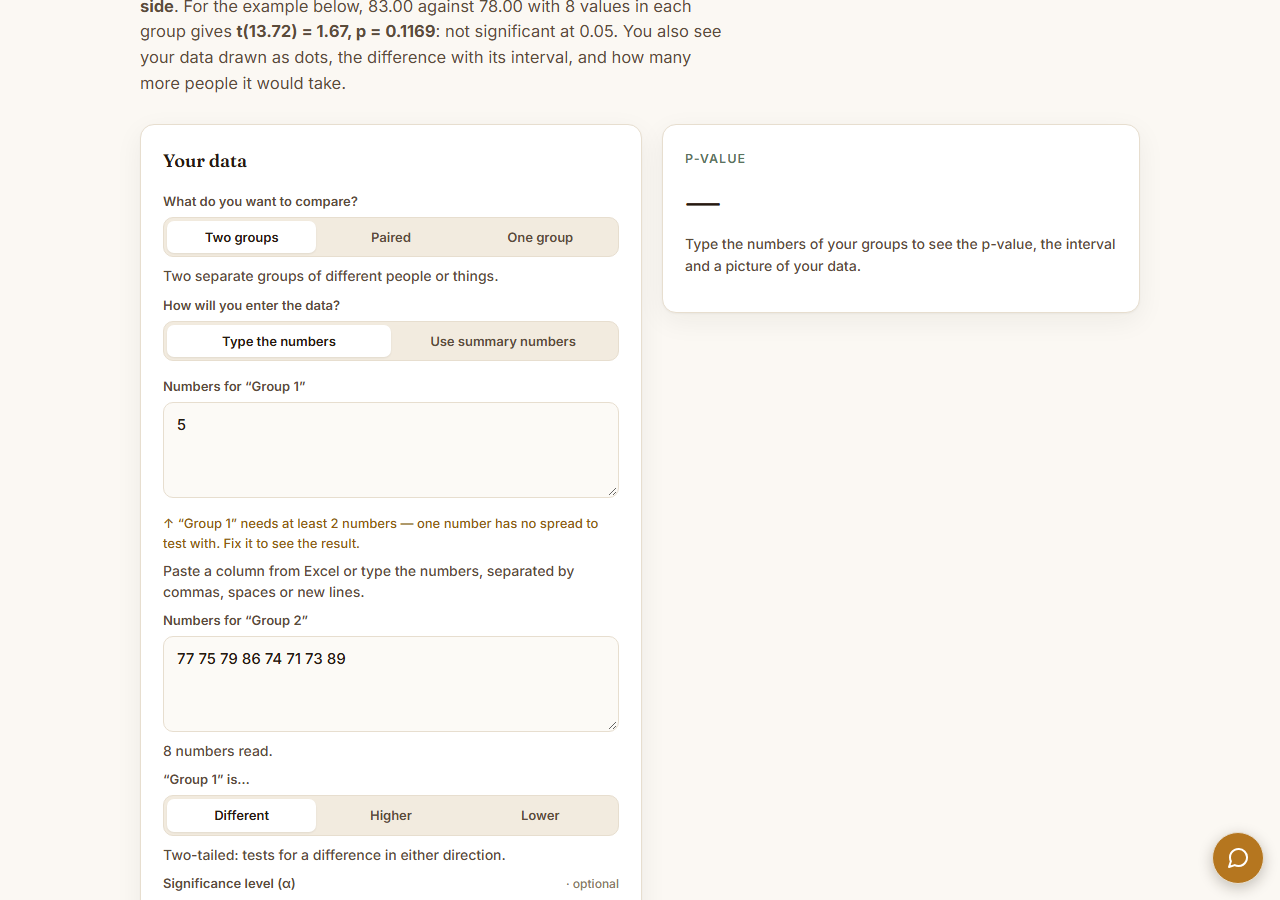 side. For the example below, 83.00 against 78.00 with 8 values in each
group gives t(13.72) = 1.67, p = 0.1169: not significant at 0.05. You also see
your data drawn as dots, the difference with its interval, and how many
more people it would take.
Your data
What do you want to compare?
Two groups Paired One group
Two separate groups of different people or things.
How will you enter the data?
Type the numbers Use summary numbers
Numbers for “Group 1”
5
↑ “Group 1” needs at least 2 numbers — one number has no spread to
test with. Fix it to see the result.
Paste a column from Excel or type the numbers, separated by
commas, spaces or new lines.
Numbers for “Group 2”
77 75 79 86 74 71 73 89
8 numbers read.
“Group 1” is…
Different Higher Lower
Two-tailed: tests for a difference in either direction.
Significance level (α) · optional
P-VALUE
—
Type the numbers of your groups to see the p-value, the interval
and a picture of your data.